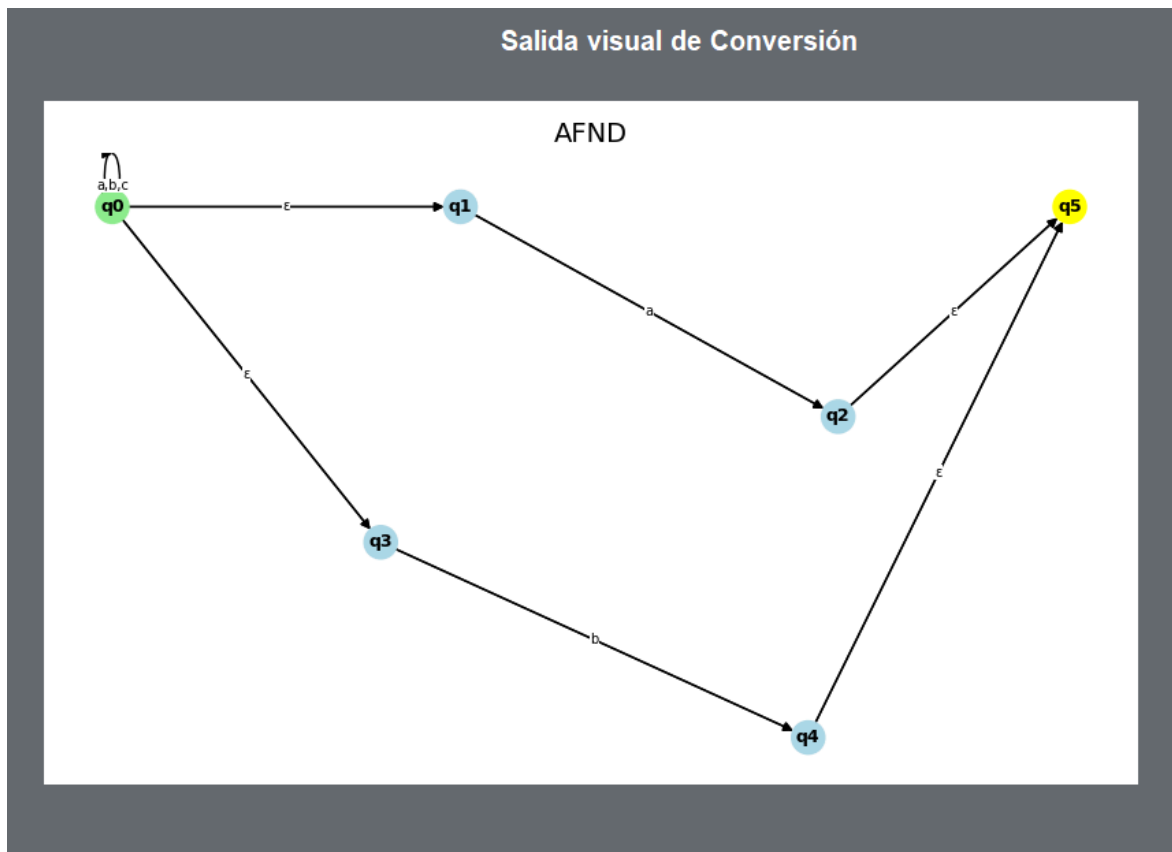 Salida visual de Conversión
AFND
a,b,c
q0 ε q1 q5
a ε
ε
q2
ε
q3
b
q4